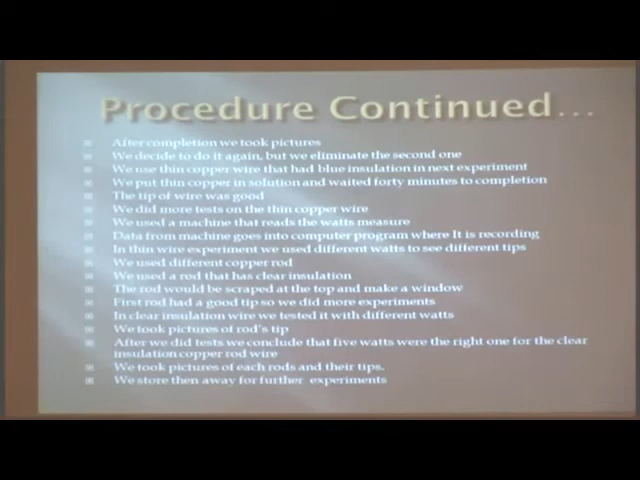 Procedure Continued...
After completion we took pictures
We decide to do it again, but we eliminate the second one
We use thin copper wire that had blue insulation in next experiment
We put thin copper in solution and waited forty minutes to completion
The tip of wire was good
We did more tests on the thin copper wire
We used a machine that reads the watts measure
Data from machine goes into computer program where It is recording
In thin wire experiment we used different watts to see different tips
We used different copper rod
We used a rod that has clear insulation
The rod would be scraped at the top and make a window
First rod had a good tip so we did more experiments
In clear insulation wire we tested it with different watts
We took pictures of rod's tip
After we did tests we conclude that five watts were the right one for the clear
insulation copper rod wire
We took pictures of each rods and their tips.
We store then away for further experiments